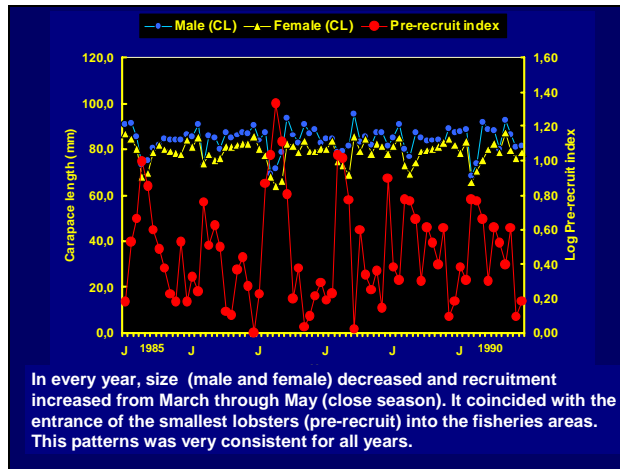 Male (CL) Female (CL) Pre-recruit index
120,0 1,60
1,40
100,0
1,20
80,0
1,00
60,0 0,80
0,60
40,0
0,40
20,0
0,20
0,0 0,00
Carapace length (mm)
Log Pre-recruit index
J J J J J J
1985 1990
In every year, size (male and female) decreased and recruitment
increased from March through May (close season). It coincided with the
entrance of the smallest lobsters (pre-recruit) into the fisheries areas.
This patterns was very consistent for all years.